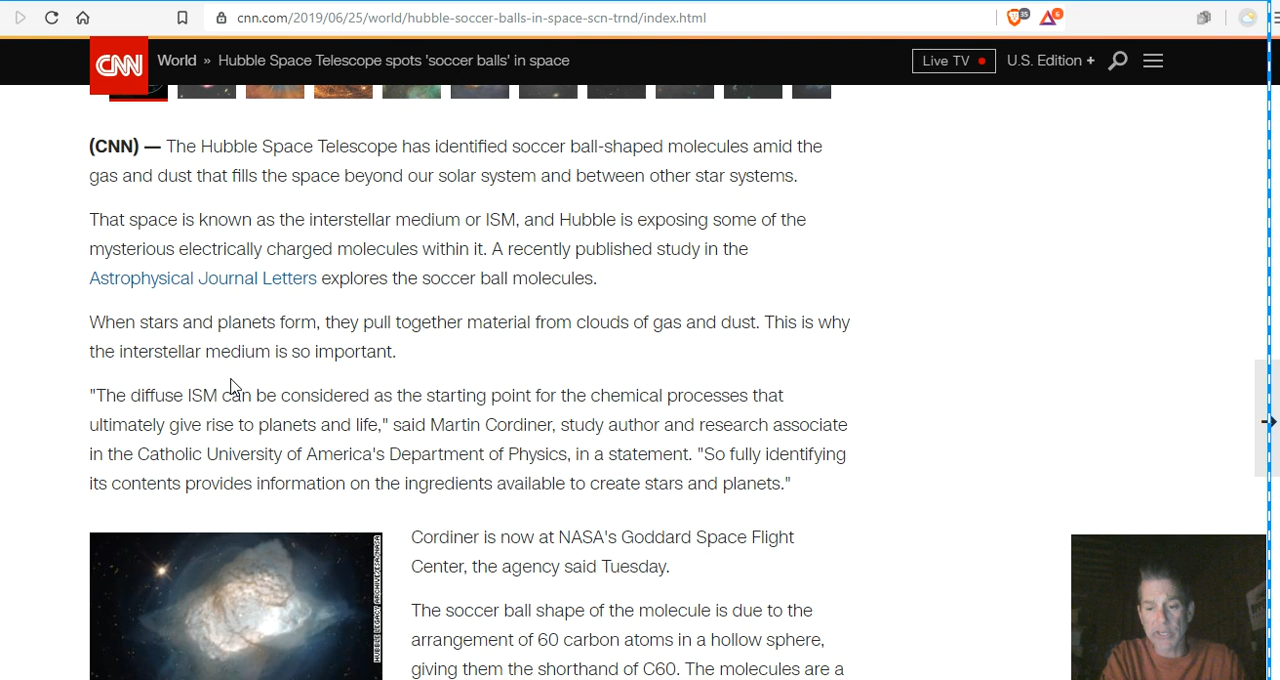 cnn.com/2019/06/25/world/hubble-soccer-balls-in-space-scn-trnd/index.html
35
6
CNN World » Hubble Space Telescope spots 'soccer balls' in space Live TV U.S. Edition +
(CNN) — The Hubble Space Telescope has identified soccer ball-shaped molecules amid the
gas and dust that fills the space beyond our solar system and between other star systems.
That space is known as the interstellar medium or ISM, and Hubble is exposing some of the
mysterious electrically charged molecules within it. A recently published study in the
Astrophysical Journal Letters explores the soccer ball molecules.
When stars and planets form, they pull together material from clouds of gas and dust. This is why
the interstellar medium is so important.
"The diffuse ISM can be considered as the starting point for the chemical processes that
ultimately give rise to planets and life," said Martin Cordiner, study author and research associate
in the Catholic University of America's Department of Physics, in a statement. "So fully identifying
its contents provides information on the ingredients available to create stars and planets."
HUBBLE LEGACY ARCHIVE/ESA/NASA
Cordiner is now at NASA's Goddard Space Flight
Center, the agency said Tuesday.
The soccer ball shape of the molecule is due to the
arrangement of 60 carbon atoms in a hollow sphere,
giving them the shorthand of C60. The molecules are a